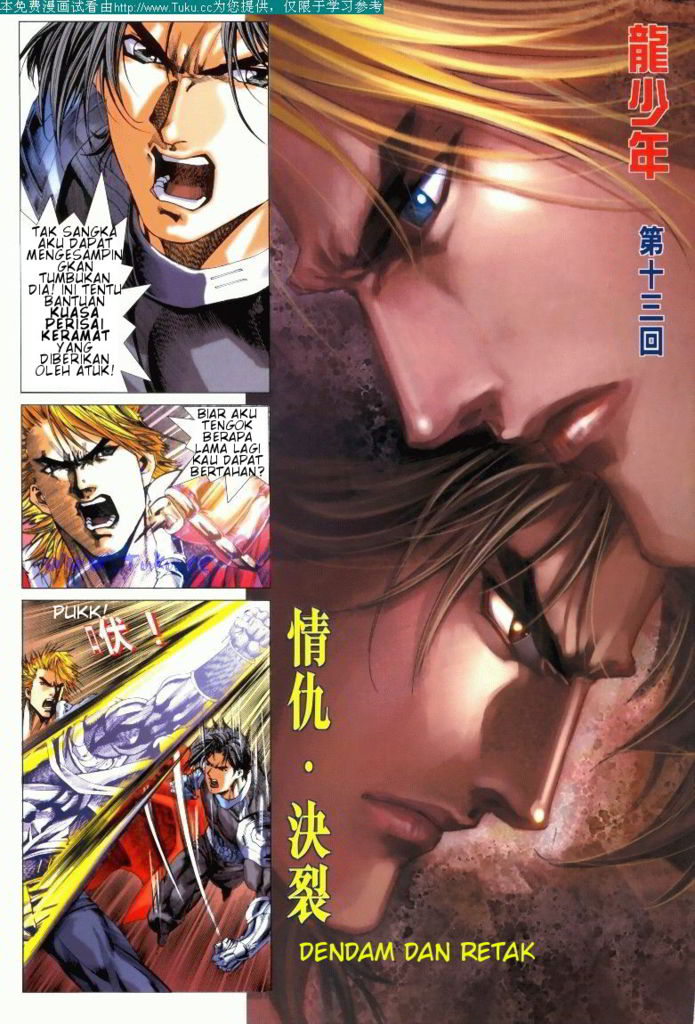 本免费漫画试看由http://www.Tuku.cc为您提供，仅限于学习参考
龍少年
第十三回
TAK SANGKA
AKU DAPAT
MENGESAMPIN
GKAN
TUMBUKAN
DIA! INI TENTU
BANTUAN
KUASA
PERISAI
KERAMAT
YANG
DIBERIKAN
OLEH ATUK!
BIAR AKU
TENGOK
BERAPA
LAMA LAGI
KAU DAPAT
BERTAHAN?
PUKK!
情仇·決裂
DENDAM DAN RETAK